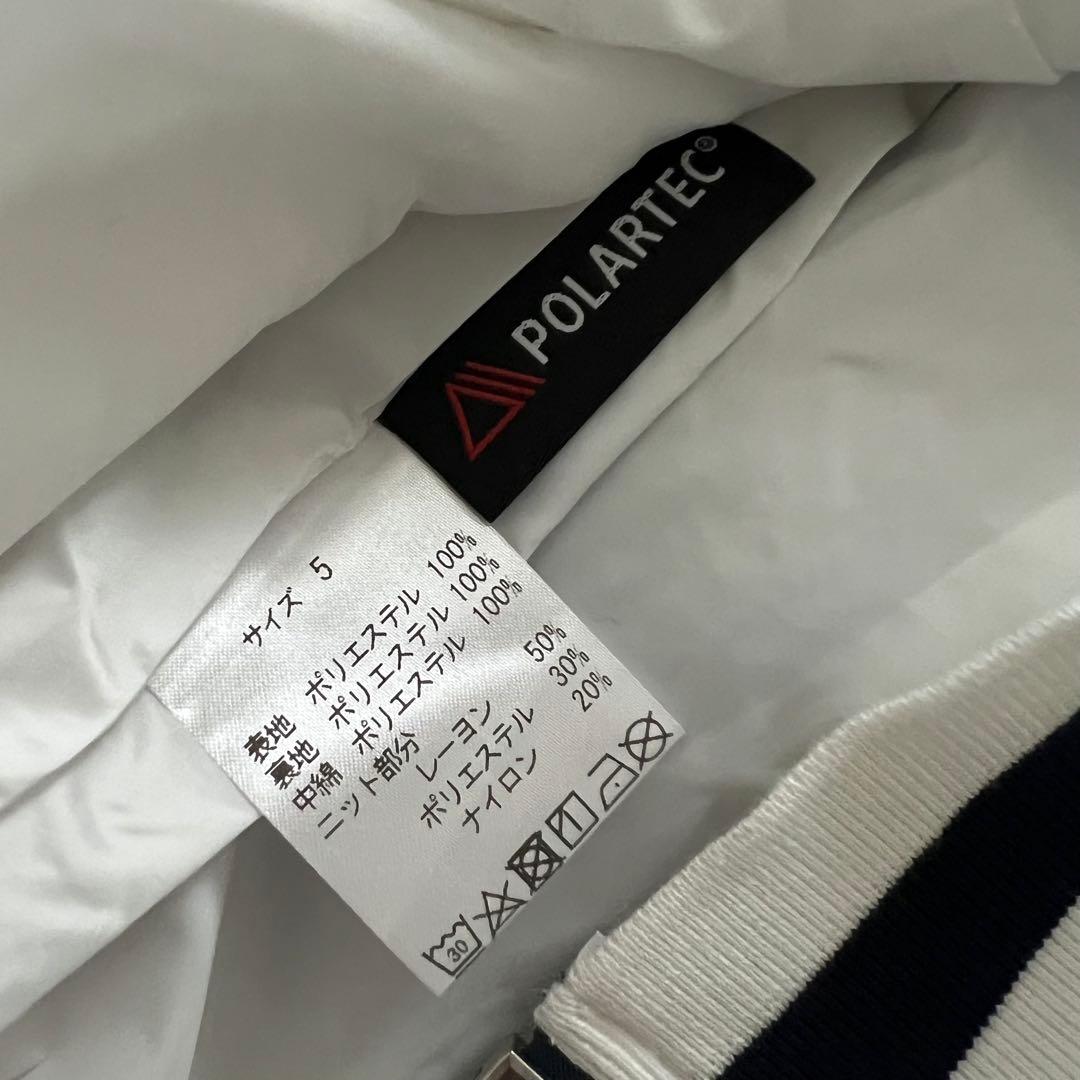 POLARTEC®
サイズ 5
表地 ポリエステル 100%
裏地 ポリエステル 100%
中綿 ポリエステル 100%
ニット部分
レーヨン 50%
ポリエステル 30%
ナイロン 20%
30